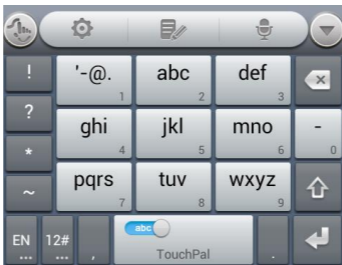 ! '-@. 1 abc 2 def 3
? ghi 4 jkl 5 mno 6 - 0
*
~ pqrs 7 tuv 8 wxyz 9
EN ... 12# ... , abc TouchPal .